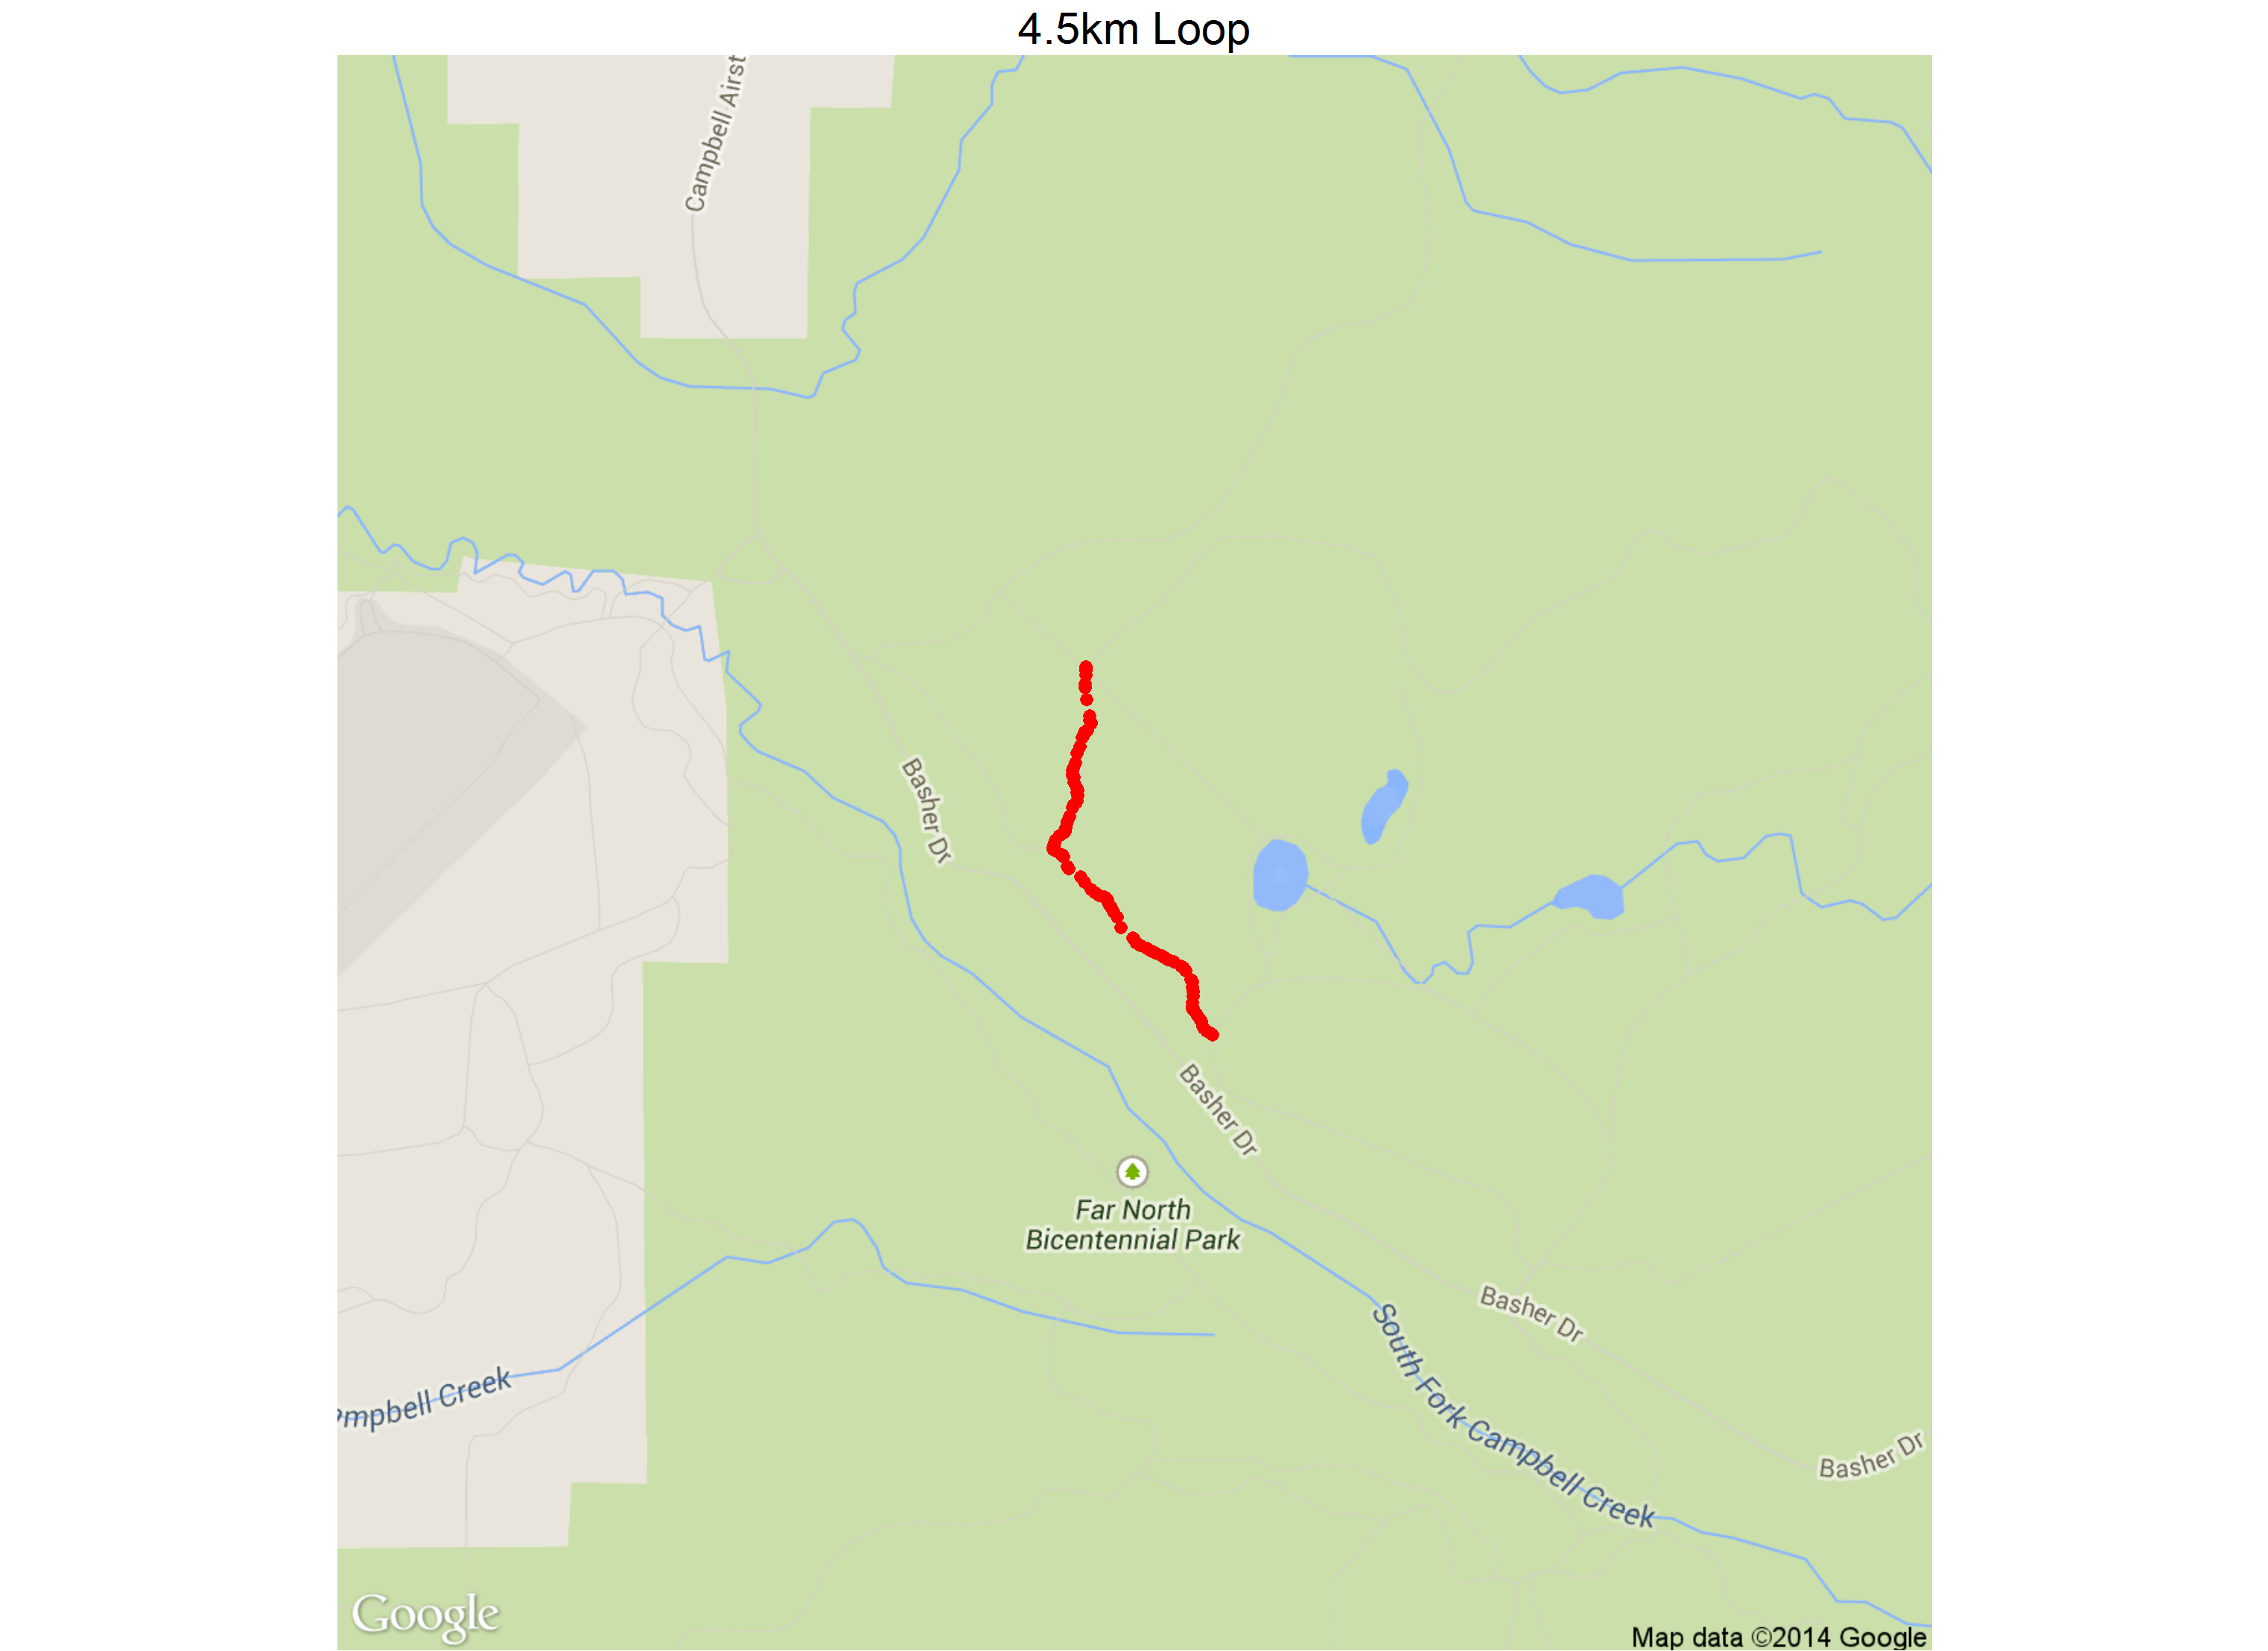 4.5km Loop
Campbell Airst
Basher Dr
Basher Dr
Far North
Bicentennial Park
Basher Dr
South Fork Campbell Creek
mpbell Creek
Basher Dr
Google
Map data ©2014 Google